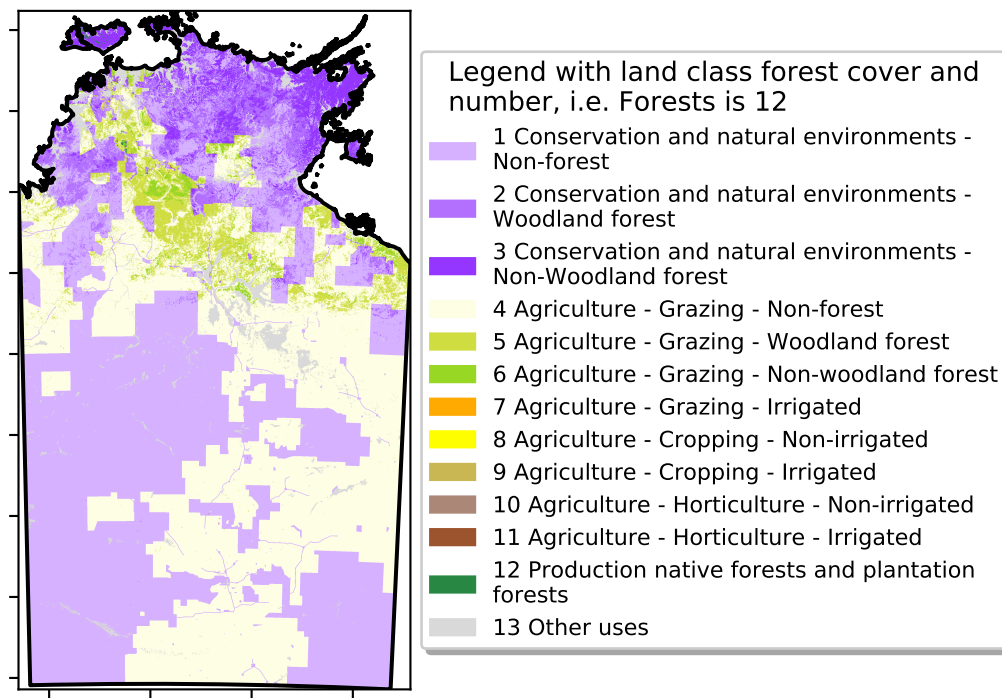 Legend with land class forest cover and
number, i.e. Forests is 12
1 Conservation and natural environments -
Non-forest
2 Conservation and natural environments -
Woodland forest
3 Conservation and natural environments -
Non-Woodland forest
4 Agriculture - Grazing - Non-forest
5 Agriculture - Grazing - Woodland forest
6 Agriculture - Grazing - Non-woodland forest
7 Agriculture - Grazing - Irrigated
8 Agriculture - Cropping - Non-irrigated
9 Agriculture - Cropping - Irrigated
10 Agriculture - Horticulture - Non-irrigated
11 Agriculture - Horticulture - Irrigated
12 Production native forests and plantation
forests
13 Other uses